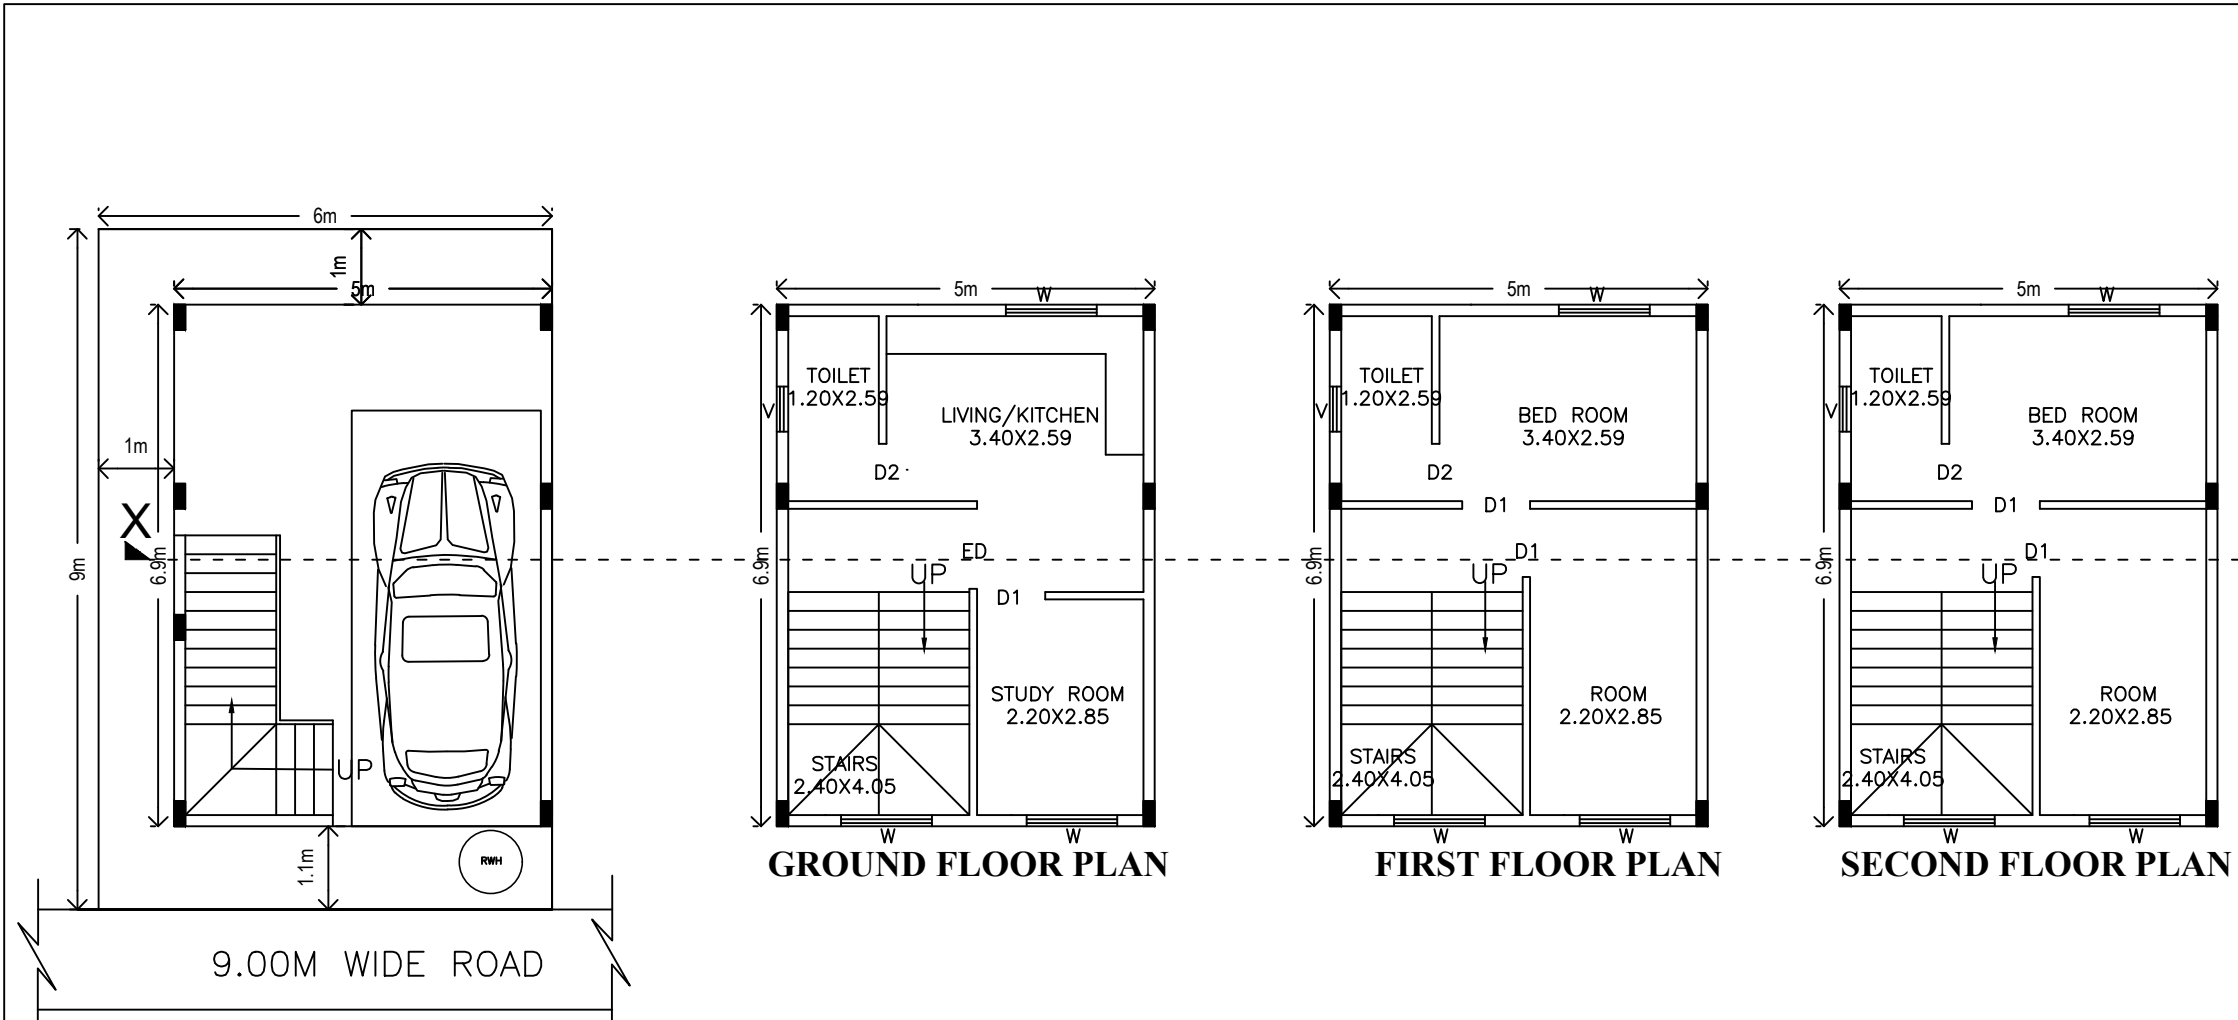 6m
1m
5m
9m
6.9m
1m
X
UP
1.1m
RWH
9.00M WIDE ROAD
5m
W
6.9m
TOILET
1.20X2.59
V
LIVING/KITCHEN
3.40X2.59
D2
ED
UP
D1
STUDY ROOM
2.20X2.85
STAIRS
2.40X4.05
W
W
GROUND FLOOR PLAN
5m
W
6.9m
TOILET
1.20X2.59
V
BED ROOM
3.40X2.59
D2
D1
D1
UP
ROOM
2.20X2.85
STAIRS
2.40X4.05
W
W
FIRST FLOOR PLAN
5m
W
6.9m
TOILET
1.20X2.59
V
BED ROOM
3.40X2.59
D2
D1
D1
UP
ROOM
2.20X2.85
STAIRS
2.40X4.05
W
W
SECOND FLOOR PLAN